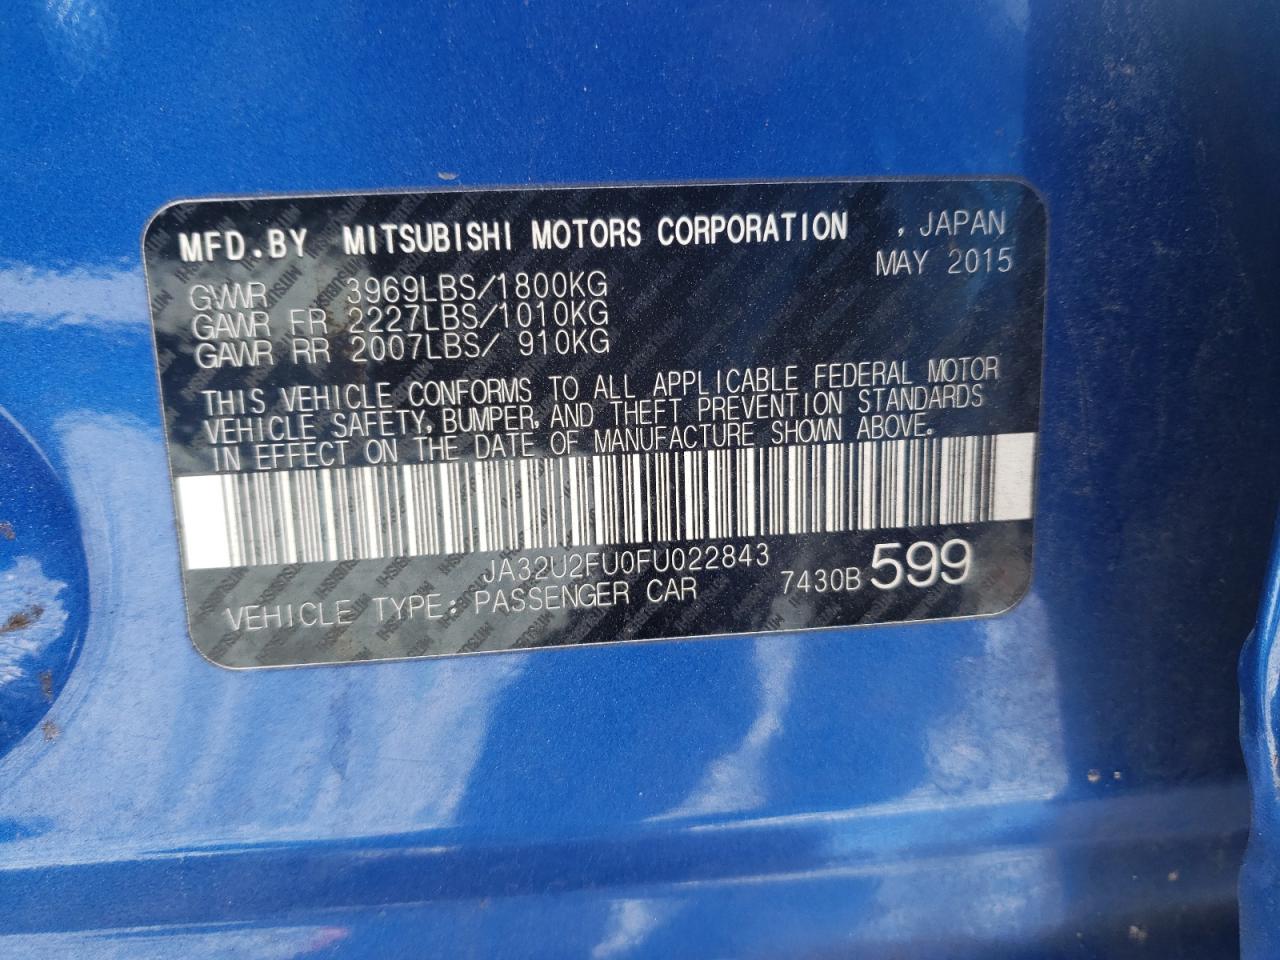 MFD.BY MITSUBISHI MOTORS CORPORATION , JAPAN
MAY 2015
GVWR 3969LBS/1800KG
GAWR FR 2227LBS/1010KG
GAWR RR 2007LBS/ 910KG
THIS VEHICLE CONFORMS TO ALL APPLICABLE FEDERAL MOTOR
VEHICLE SAFETY, BUMPER, AND THEFT PREVENTION STANDARDS
IN EFFECT ON THE DATE OF MANUFACTURE SHOWN ABOVE.
JA32U2FU0FU022843
VEHICLE TYPE: PASSENGER CAR 7430B 599